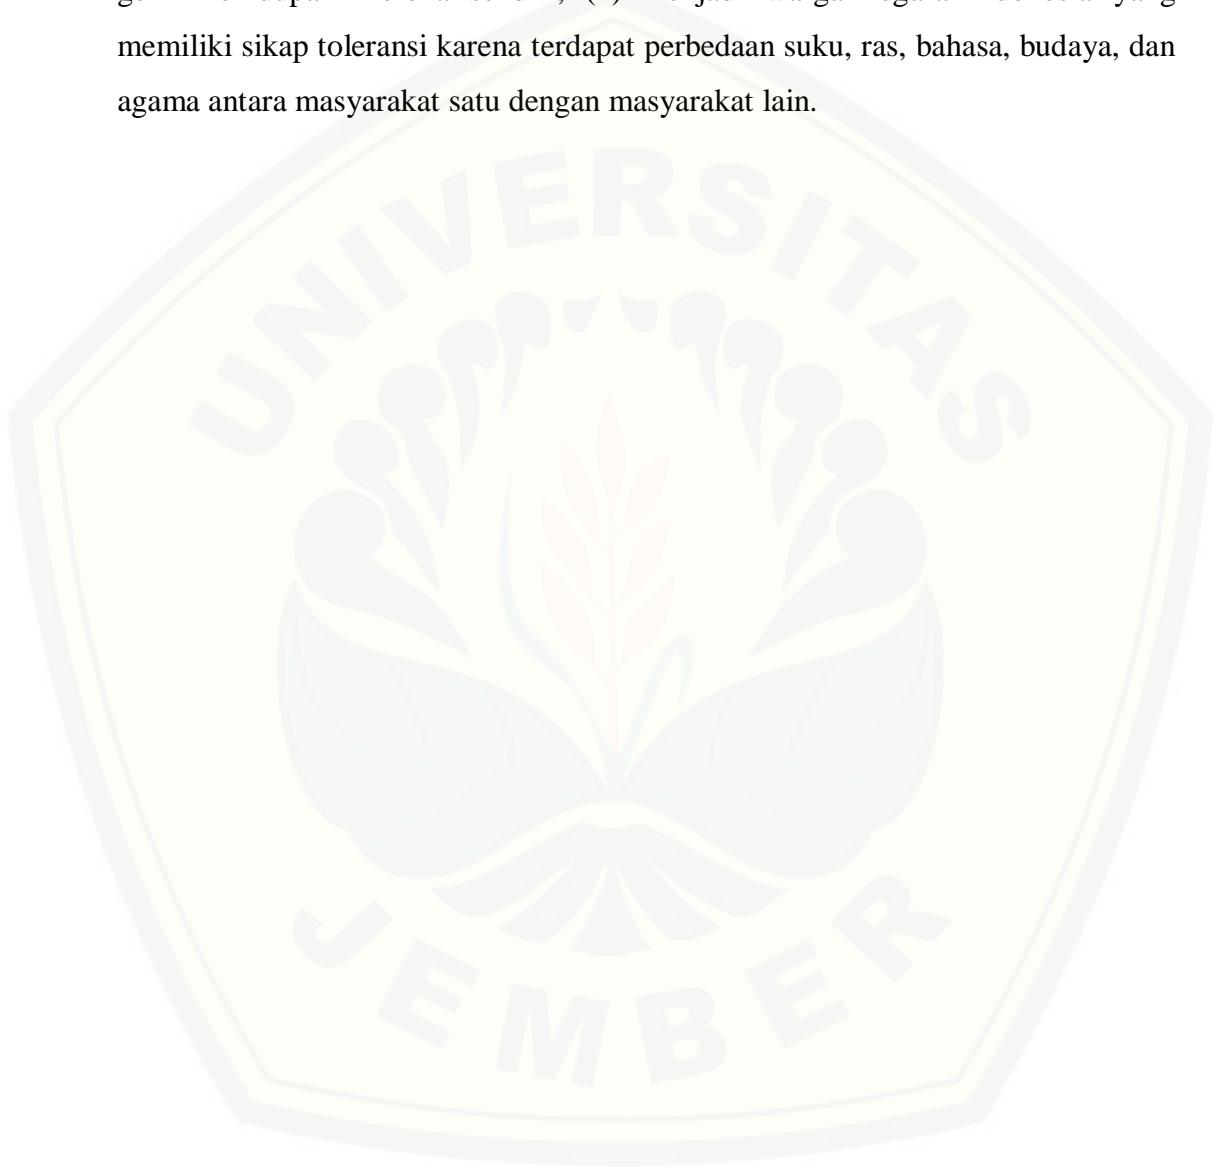 memiliki sikap toleransi karena terdapat perbedaan suku, ras, bahasa, budaya, dan
agama antara masyarakat satu dengan masyarakat lain.
UNIVERSITAS
JEMBER